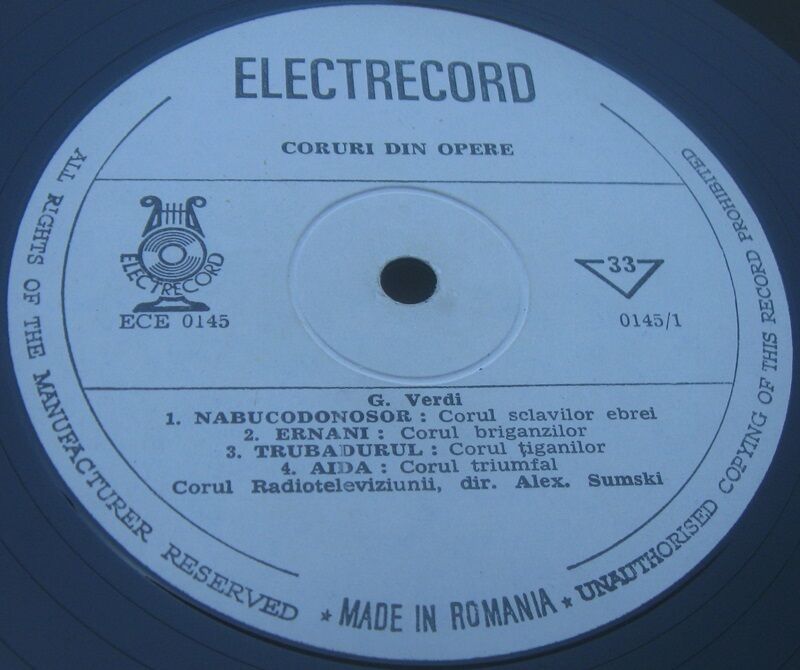 ELECTRECORD
CORURI DIN OPERE
ELECTRECORD
ECE 0145
33
0145/1
G. Verdi
1. NABUCODONOSOR : Corul sclavilor ebrei
2. ERNANI : Corul briganzilor
3. TRUBADURUL : Corul țiganilor
4. AIDA : Corul triumfal
Corul Radioteleviziunii, dir. Alex. Sumski
ALL RIGHTS OF THE MANUFACTURER RESERVED ★ MADE IN ROMANIA ★ UNAUTHORISED COPYING OF THIS RECORD PROHIBITED